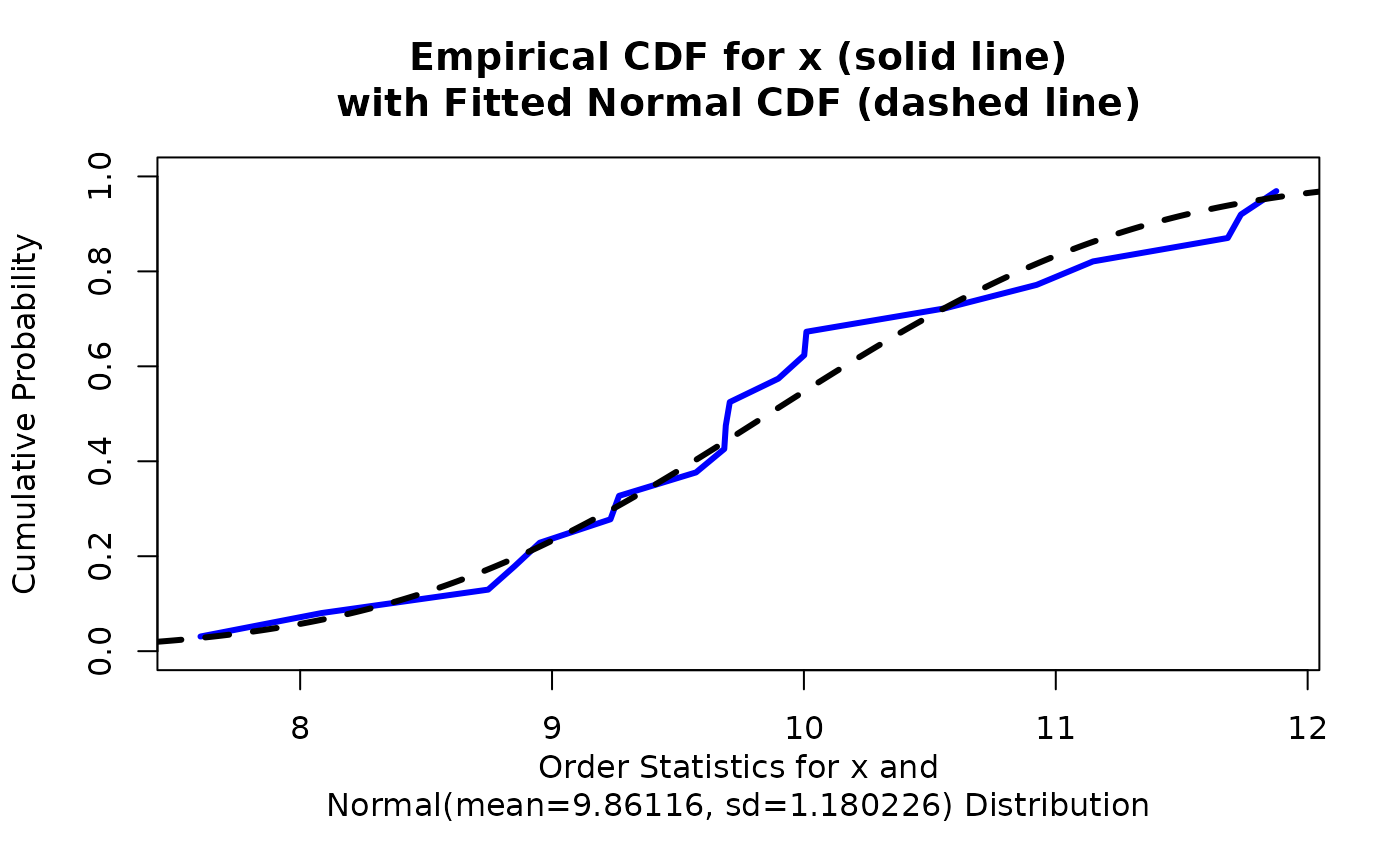 Empirical CDF for x (solid line)
with Fitted Normal CDF (dashed line)
Cumulative Probability
1.0
0.8
0.6
0.4
0.2
0.0
8 9 10 11 12
Order Statistics for x and
Normal(mean=9.86116, sd=1.180226) Distribution